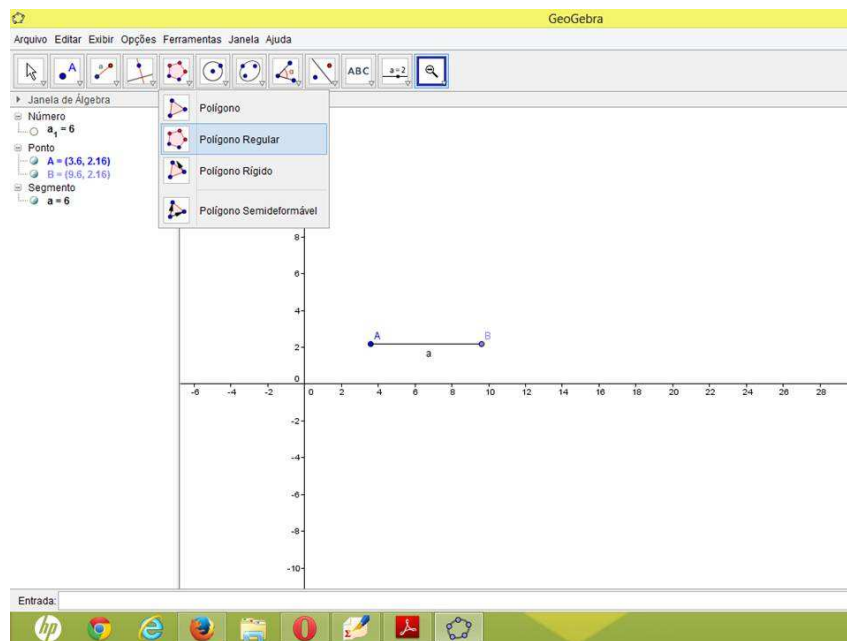 GeoGebra
Arquivo Editar Exibir Opções Ferramentas Janela Ajuda
A a α ABC a=2
Janela de Álgebra
Número
a1 = 6
Ponto
A = (3.6, 2.16)
B = (9.6, 2.16)
Segmento
a = 6
Polígono
Polígono Regular
Polígono Rígido
Polígono Semideformável
8
6
4
A B
2
a
0
-6 -4 -2 0 2 4 6 8 10 12 14 16 18 20 22 24 26 28
-2
-4
-6
-8
-10
Entrada:
hp